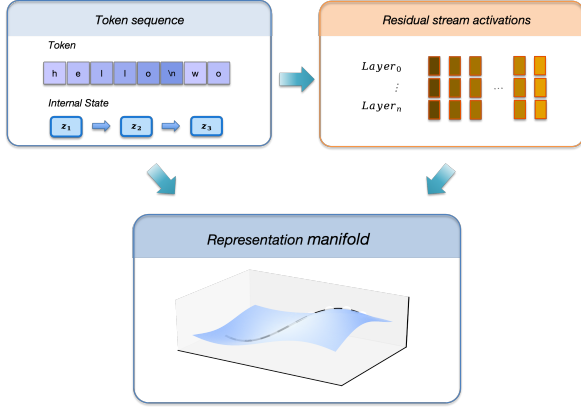 Token sequence
Token
h e l l o \n w o
Internal State
z₁ z₂ z₃
Residual stream activations
Layer₀
⋮
...
Layerₙ
Representation manifold